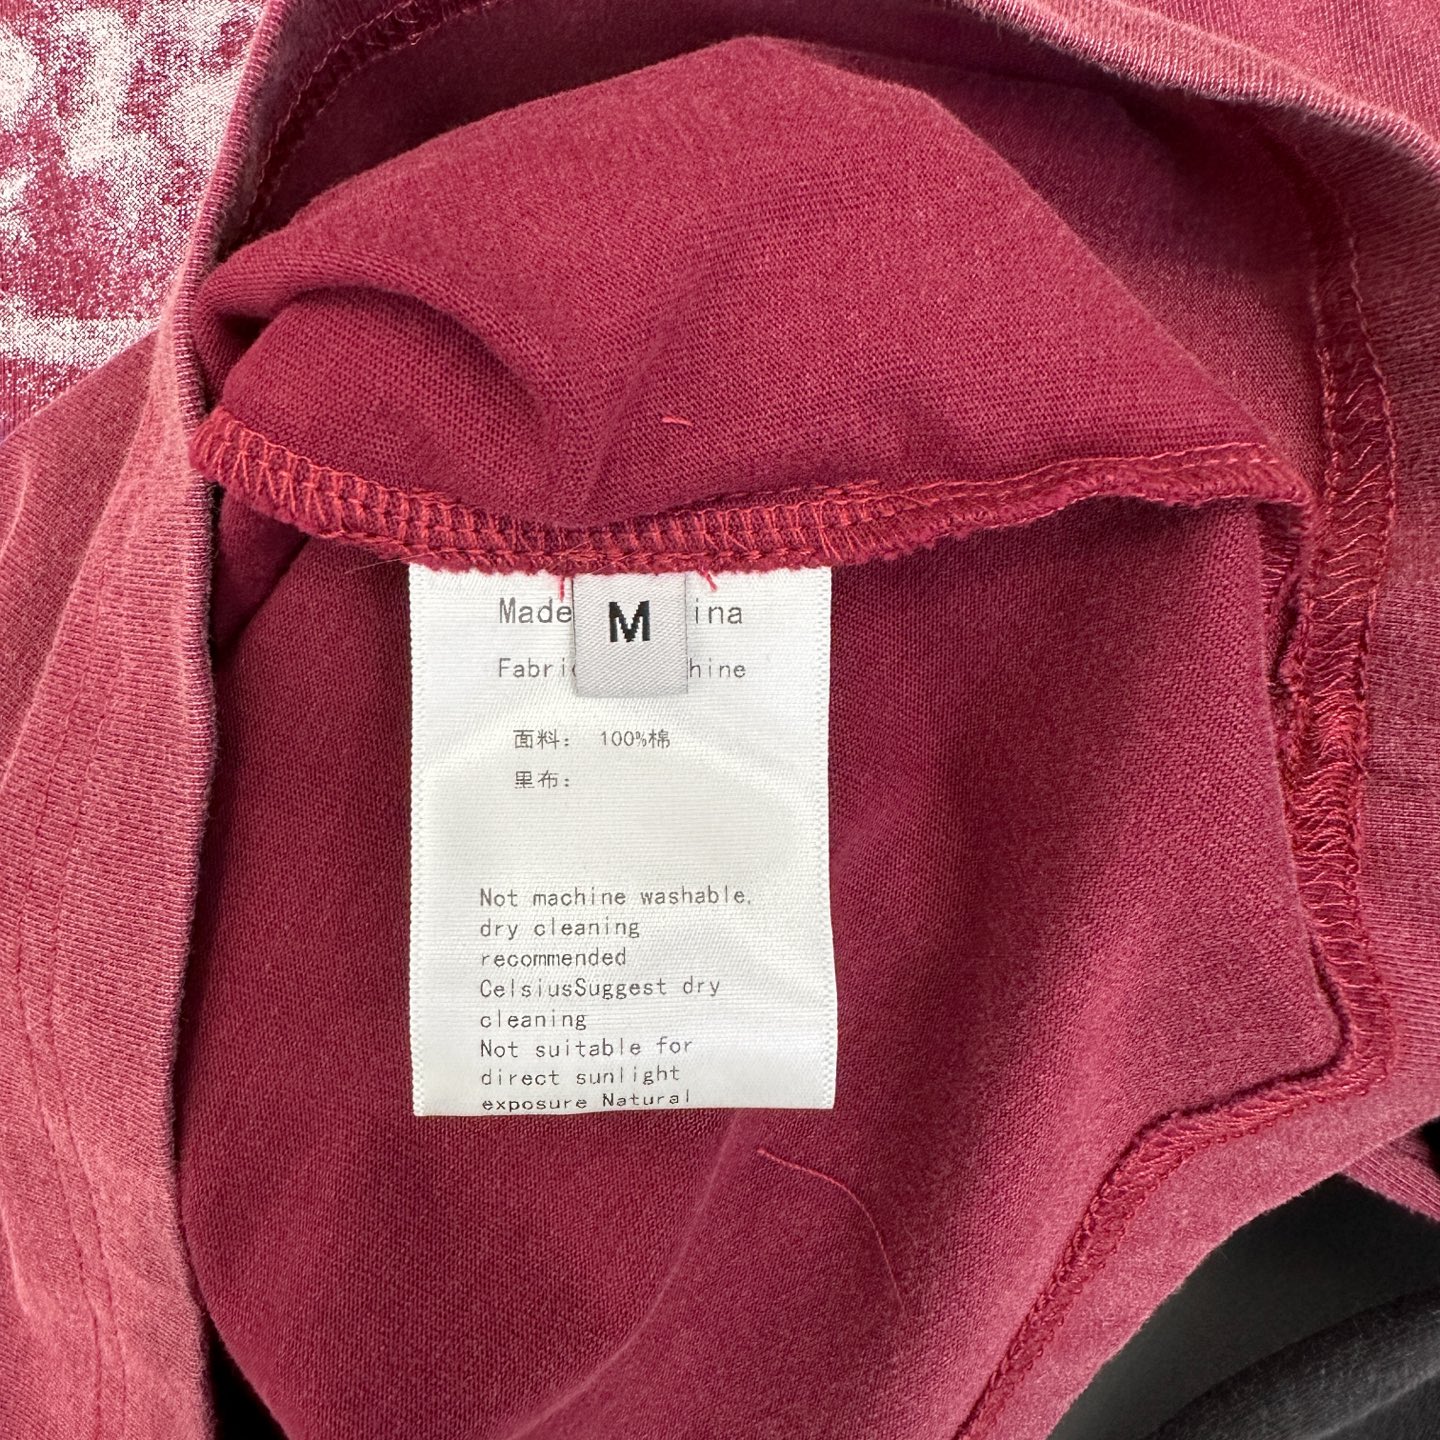 Made ina
M
Fabri hine
面料： 100%棉
里布：
Not machine washable,
dry cleaning
recommended
CelsiusSuggest dry
cleaning
Not suitable for
direct sunlight
exposure Natural